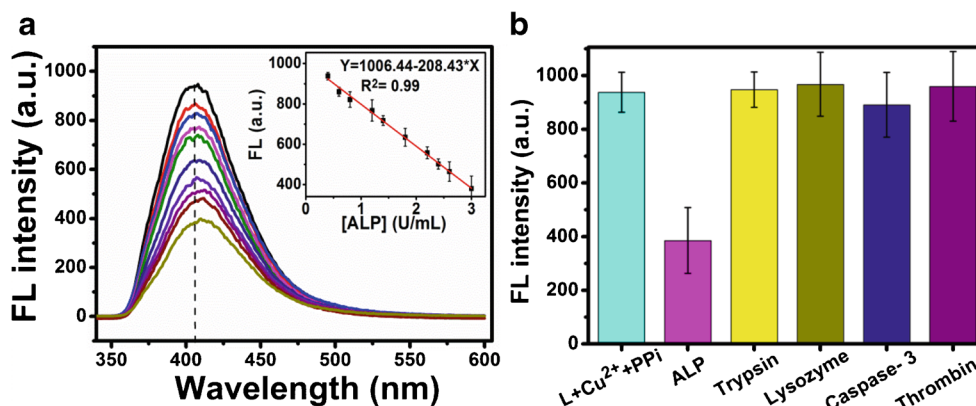 a
FL intensity (a.u.)
1000
800
600
400
200
0
350
400
450
500
550
600
Wavelength (nm)
Y=1006.44-208.43*X
R²= 0.99
FL (a.u.)
1000
800
600
400
0
1
2
3
[ALP] (U/mL)
b
FL intensity (a.u.)
1000
800
600
400
200
0
L+Cu²⁺+PPi
ALP
Trypsin
Lysozyme
Caspase- 3
Thrombin